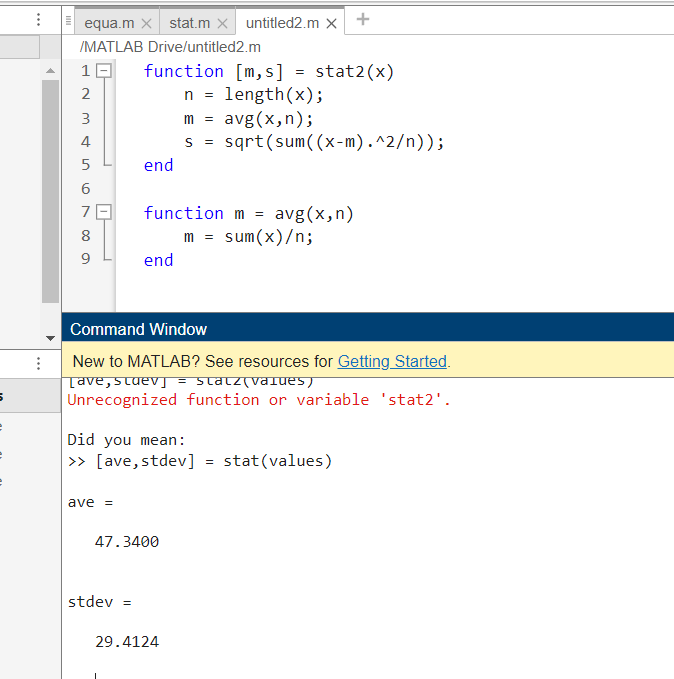 equa.m × stat.m × untitled2.m × +
/MATLAB Drive/untitled2.m
1 function [m,s] = stat2(x)
2 n = length(x);
3 m = avg(x,n);
4 s = sqrt(sum((x-m).^2/n));
5 end
6
7 function m = avg(x,n)
8 m = sum(x)/n;
9 end
Command Window
New to MATLAB? See resources for Getting Started.
[ave,stdev] = stat2(values)
Unrecognized function or variable 'stat2'.
Did you mean:
>> [ave,stdev] = stat(values)
ave =
47.3400
stdev =
29.4124